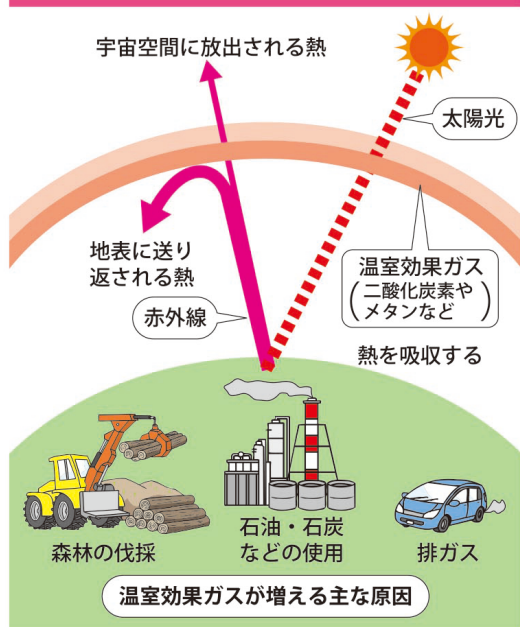 宇宙空間に放出される熱
太陽光
地表に送り
返される熱
温室効果ガス
(二酸化炭素や
メタンなど)
赤外線
熱を吸収する
森林の伐採
石油・石炭
などの使用
排ガス
温室効果ガスが増える主な原因